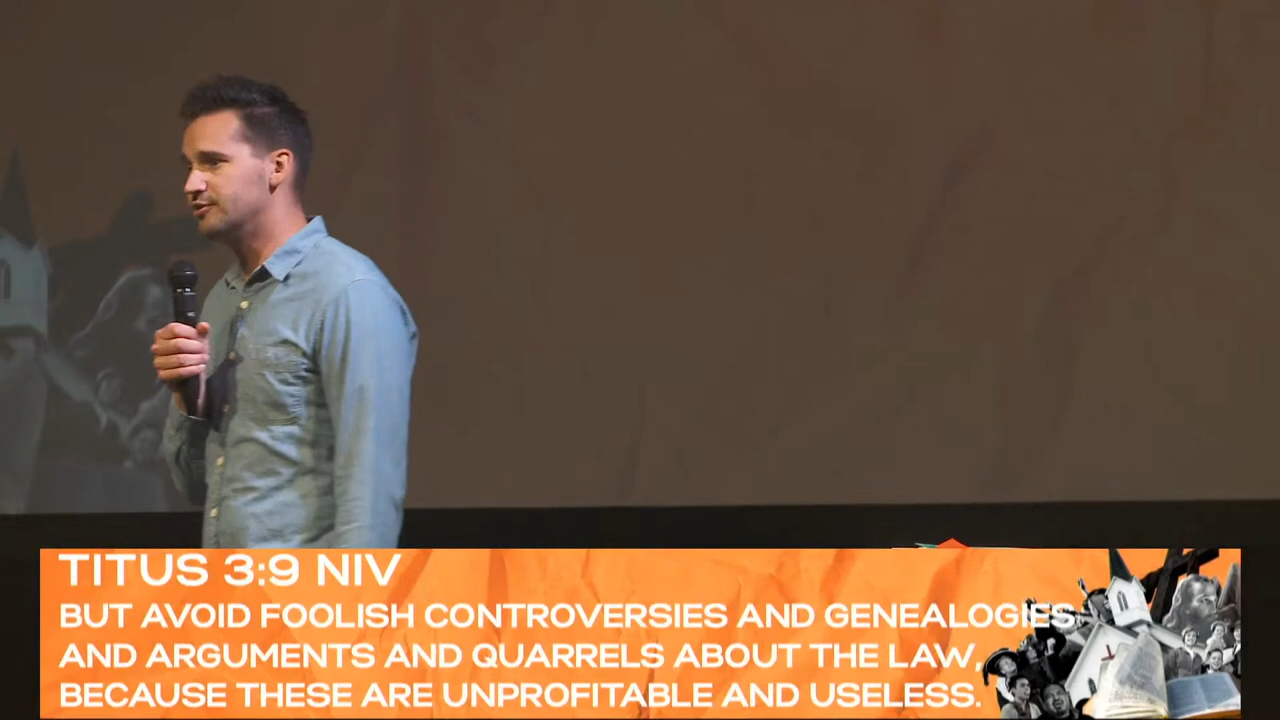 TITUS 3:9 NIV
BUT AVOID FOOLISH CONTROVERSIES AND GENEALOGIES
AND ARGUMENTS AND QUARRELS ABOUT THE LAW,
BECAUSE THESE ARE UNPROFITABLE AND USELESS.